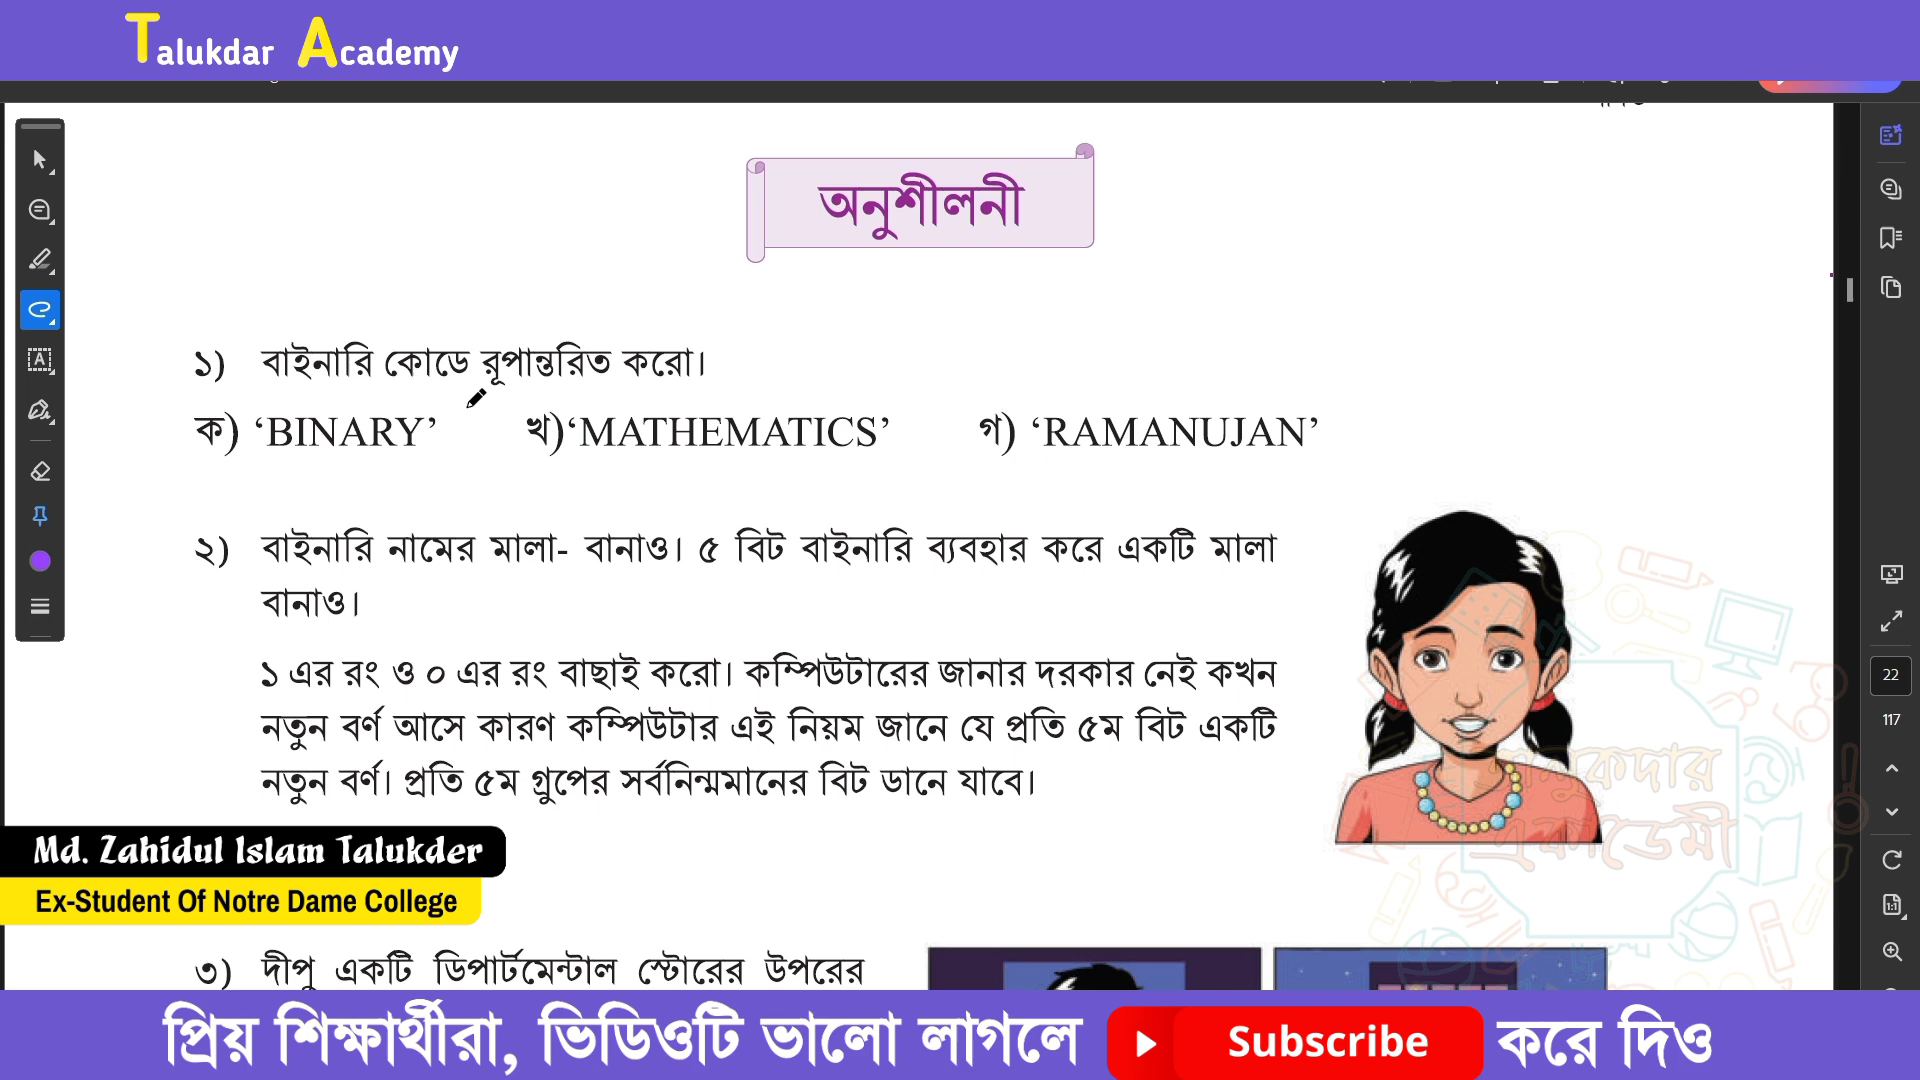 Talukdar Academy
অনুশীলনী
১) বাইনারি কোডে রূপান্তরিত করো।
ক) ‘BINARY’ খ)‘MATHEMATICS’ গ) ‘RAMANUJAN’
২) বাইনারি নামের মালা- বানাও। ৫ বিট বাইনারি ব্যবহার করে একটি মালা
বানাও।
১ এর রং ও ০ এর রং বাছাই করো। কম্পিউটারের জানার দরকার নেই কখন
নতুন বর্ণ আসে কারণ কম্পিউটার এই নিয়ম জানে যে প্রতি ৫ম বিট একটি
নতুন বর্ণ। প্রতি ৫ম গ্রুপের সর্বনিন্মমানের বিট ডানে যাবে।
তালুকদার
একাডেমী
Md. Zahidul Islam Talukder
Ex-Student Of Notre Dame College
৩) দীপু একটি ডিপার্টমেন্টাল স্টোরের উপরের
22
117
প্রিয় শিক্ষার্থীরা, ভিডিওটি ভালো লাগলে Subscribe করে দিও